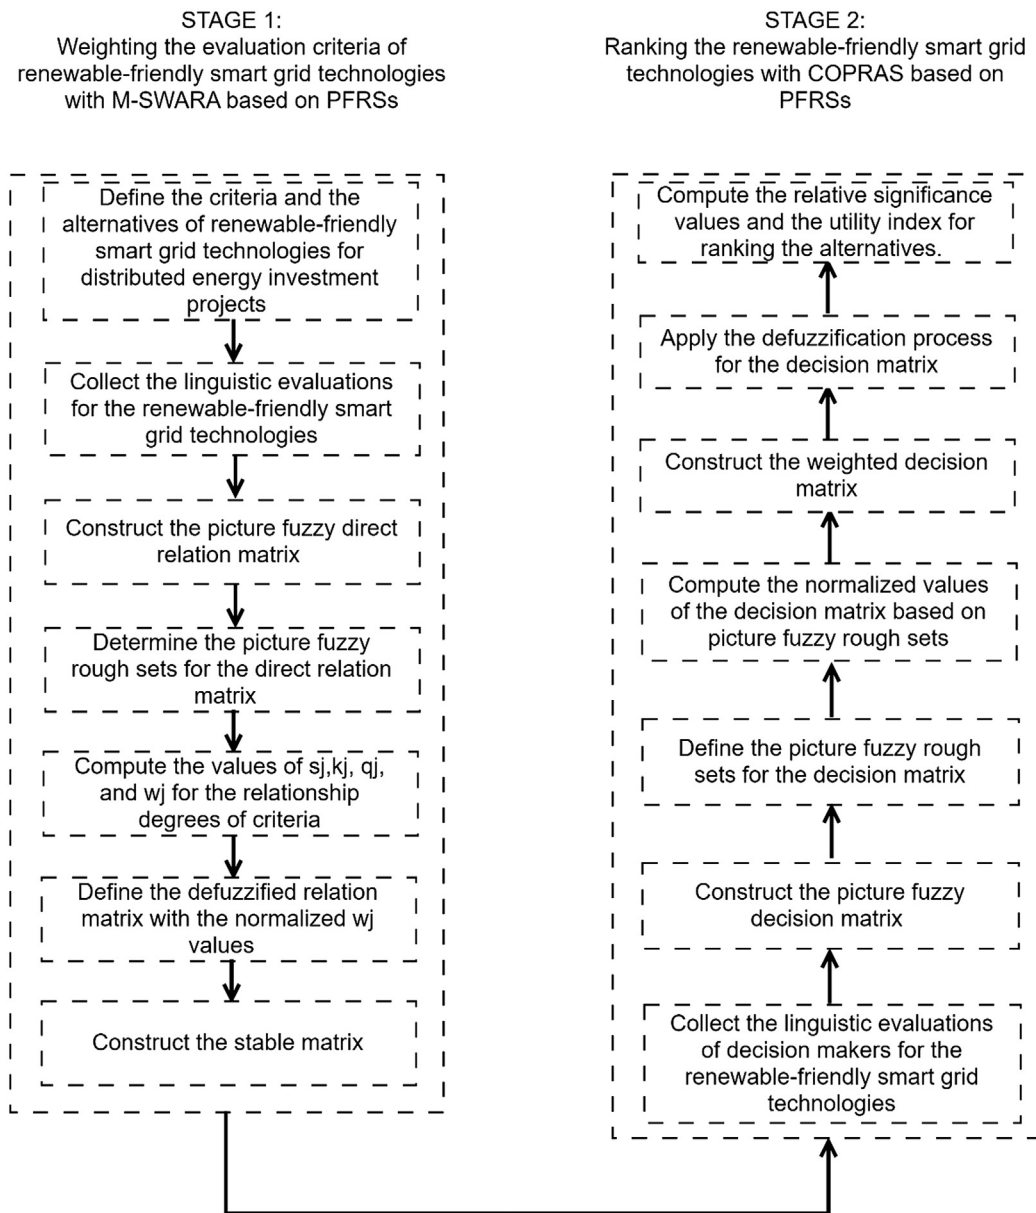 STAGE 1:
Weighting the evaluation criteria of
renewable-friendly smart grid technologies
with M-SWARA based on PFRSs
Define the criteria and the
alternatives of renewable-friendly
smart grid technologies for
distributed energy investment
projects
Collect the linguistic evaluations
for the renewable-friendly smart
grid technologies
Construct the picture fuzzy direct
relation matrix
Determine the picture fuzzy
rough sets for the direct relation
matrix
Compute the values of sj,kj, qj,
and wj for the relationship
degrees of criteria
Define the defuzzified relation
matrix with the normalized wj
values
Construct the stable matrix
STAGE 2:
Ranking the renewable-friendly smart grid
technologies with COPRAS based on
PFRSs
Compute the relative significance
values and the utility index for
ranking the alternatives.
Apply the defuzzification process
for the decision matrix
Construct the weighted decision
matrix
Compute the normalized values
of the decision matrix based on
picture fuzzy rough sets
Define the picture fuzzy rough
sets for the decision matrix
Construct the picture fuzzy
decision matrix
Collect the linguistic evaluations
of decision makers for the
renewable-friendly smart grid
technologies